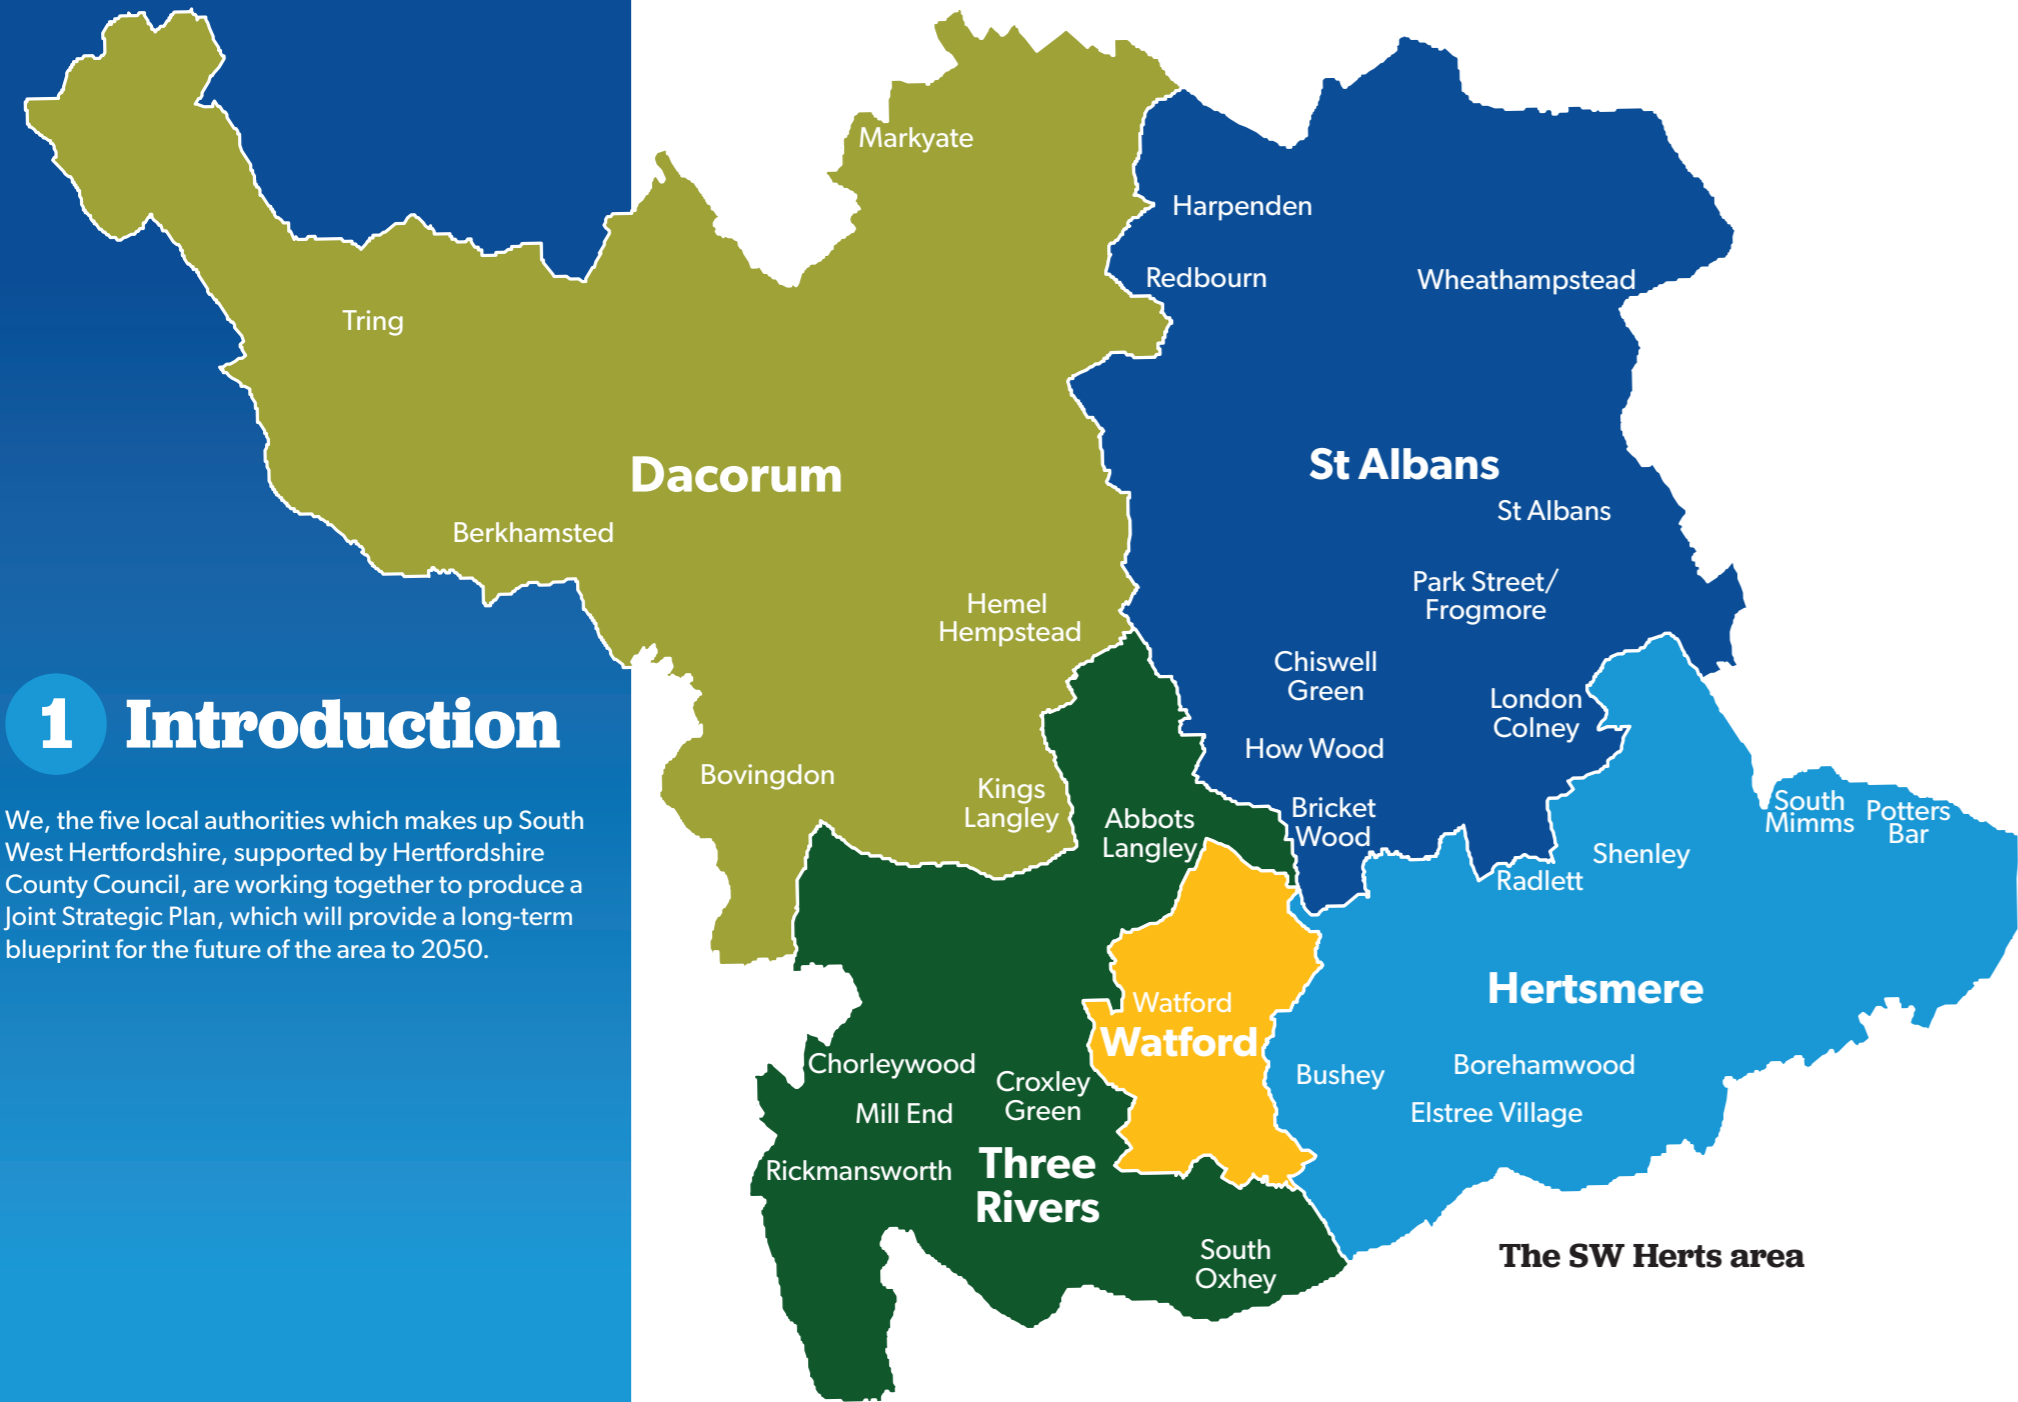 1 Introduction
We, the five local authorities which makes up South
West Hertfordshire, supported by Hertfordshire
County Council, are working together to produce a
Joint Strategic Plan, which will provide a long-term
blueprint for the future of the area to 2050.
Markyate
Tring
Dacorum
Berkhamsted
Hemel
Hempstead
Bovingdon
Kings
Langley
Harpenden
Redbourn
Wheathampstead
St Albans
St Albans
Park Street/
Frogmore
Chiswell
Green
London
Colney
How Wood
Bricket
Wood
Abbots
Langley
Chorleywood
Croxley
Green
Mill End
Rickmansworth
Three
Rivers
South
Oxhey
Watford
Watford
South
Mimms
Potters
Bar
Shenley
Radlett
Hertsmere
Bushey
Borehamwood
Elstree Village
The SW Herts area